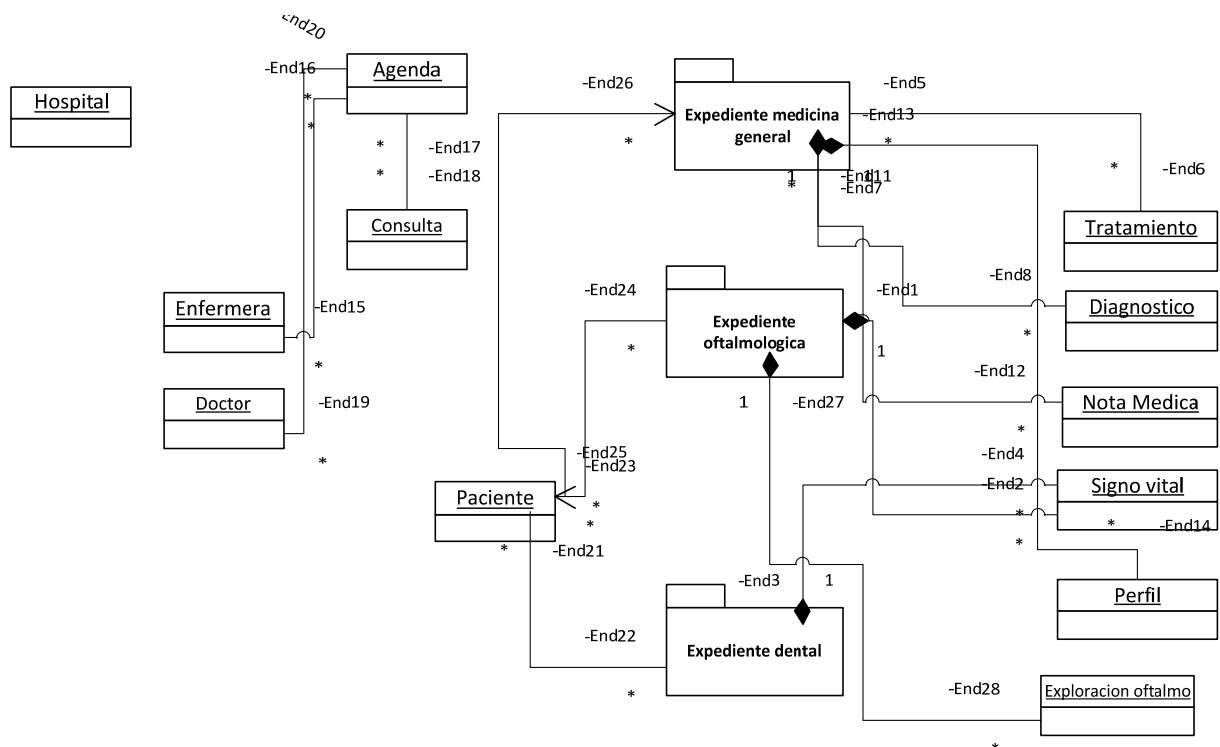 -End20
-End16
Agenda
*
*
Hospital
*
-End17
*
-End18
Consulta
-End26
*
Expediente medicina
general
-End5
-End13
*
1
*
-End11
1
-End7
*
-End6
Tratamiento
Enfermera
-End15
*
Doctor
-End19
*
-End24
*
Expediente
oftalmologica
-End1
1
-End8
*
Diagnostico
1
-End27
-End12
*
Nota Medica
-End25
-End23
*
*
Paciente
*
-End21
-End4
-End2
*
*
Signo vital
*
-End14
-End3
1
Perfil
-End22
*
Expediente dental
-End28
*
Exploracion oftalmo